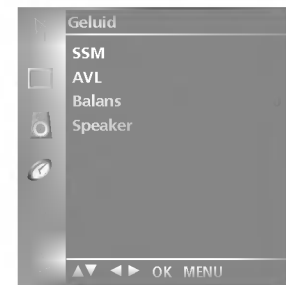 Geluid
SSM
AVL
Balans
Speaker
▲▼ ◀▶ OK MENU